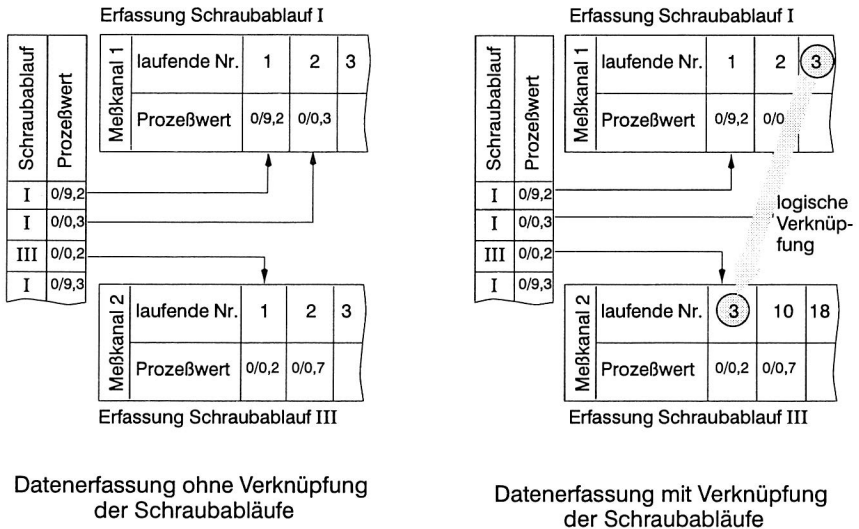 Erfassung Schraubablauf I
Schraubablauf
Prozeßwert
Meßkanal 1
laufende Nr. 1 2 3
Prozeßwert 0/9,2 0/0,3
I 0/9,2
I 0/0,3
III 0/0,2
I 0/9,3
Meßkanal 2
laufende Nr. 1 2 3
Prozeßwert 0/0,2 0/0,7
Erfassung Schraubablauf III
Datenerfassung ohne Verknüpfung
der Schraubabläufe
Erfassung Schraubablauf I
Schraubablauf
Prozeßwert
Meßkanal 1
laufende Nr. 1 2 3
Prozeßwert 0/9,2 0/0
I 0/9,2
I 0/0,3
III 0/0,2
I 0/9,3
logische
Verknüp-
fung
Meßkanal 2
laufende Nr. 3 10 18
Prozeßwert 0/0,2 0/0,7
Erfassung Schraubablauf III
Datenerfassung mit Verknüpfung
der Schraubabläufe